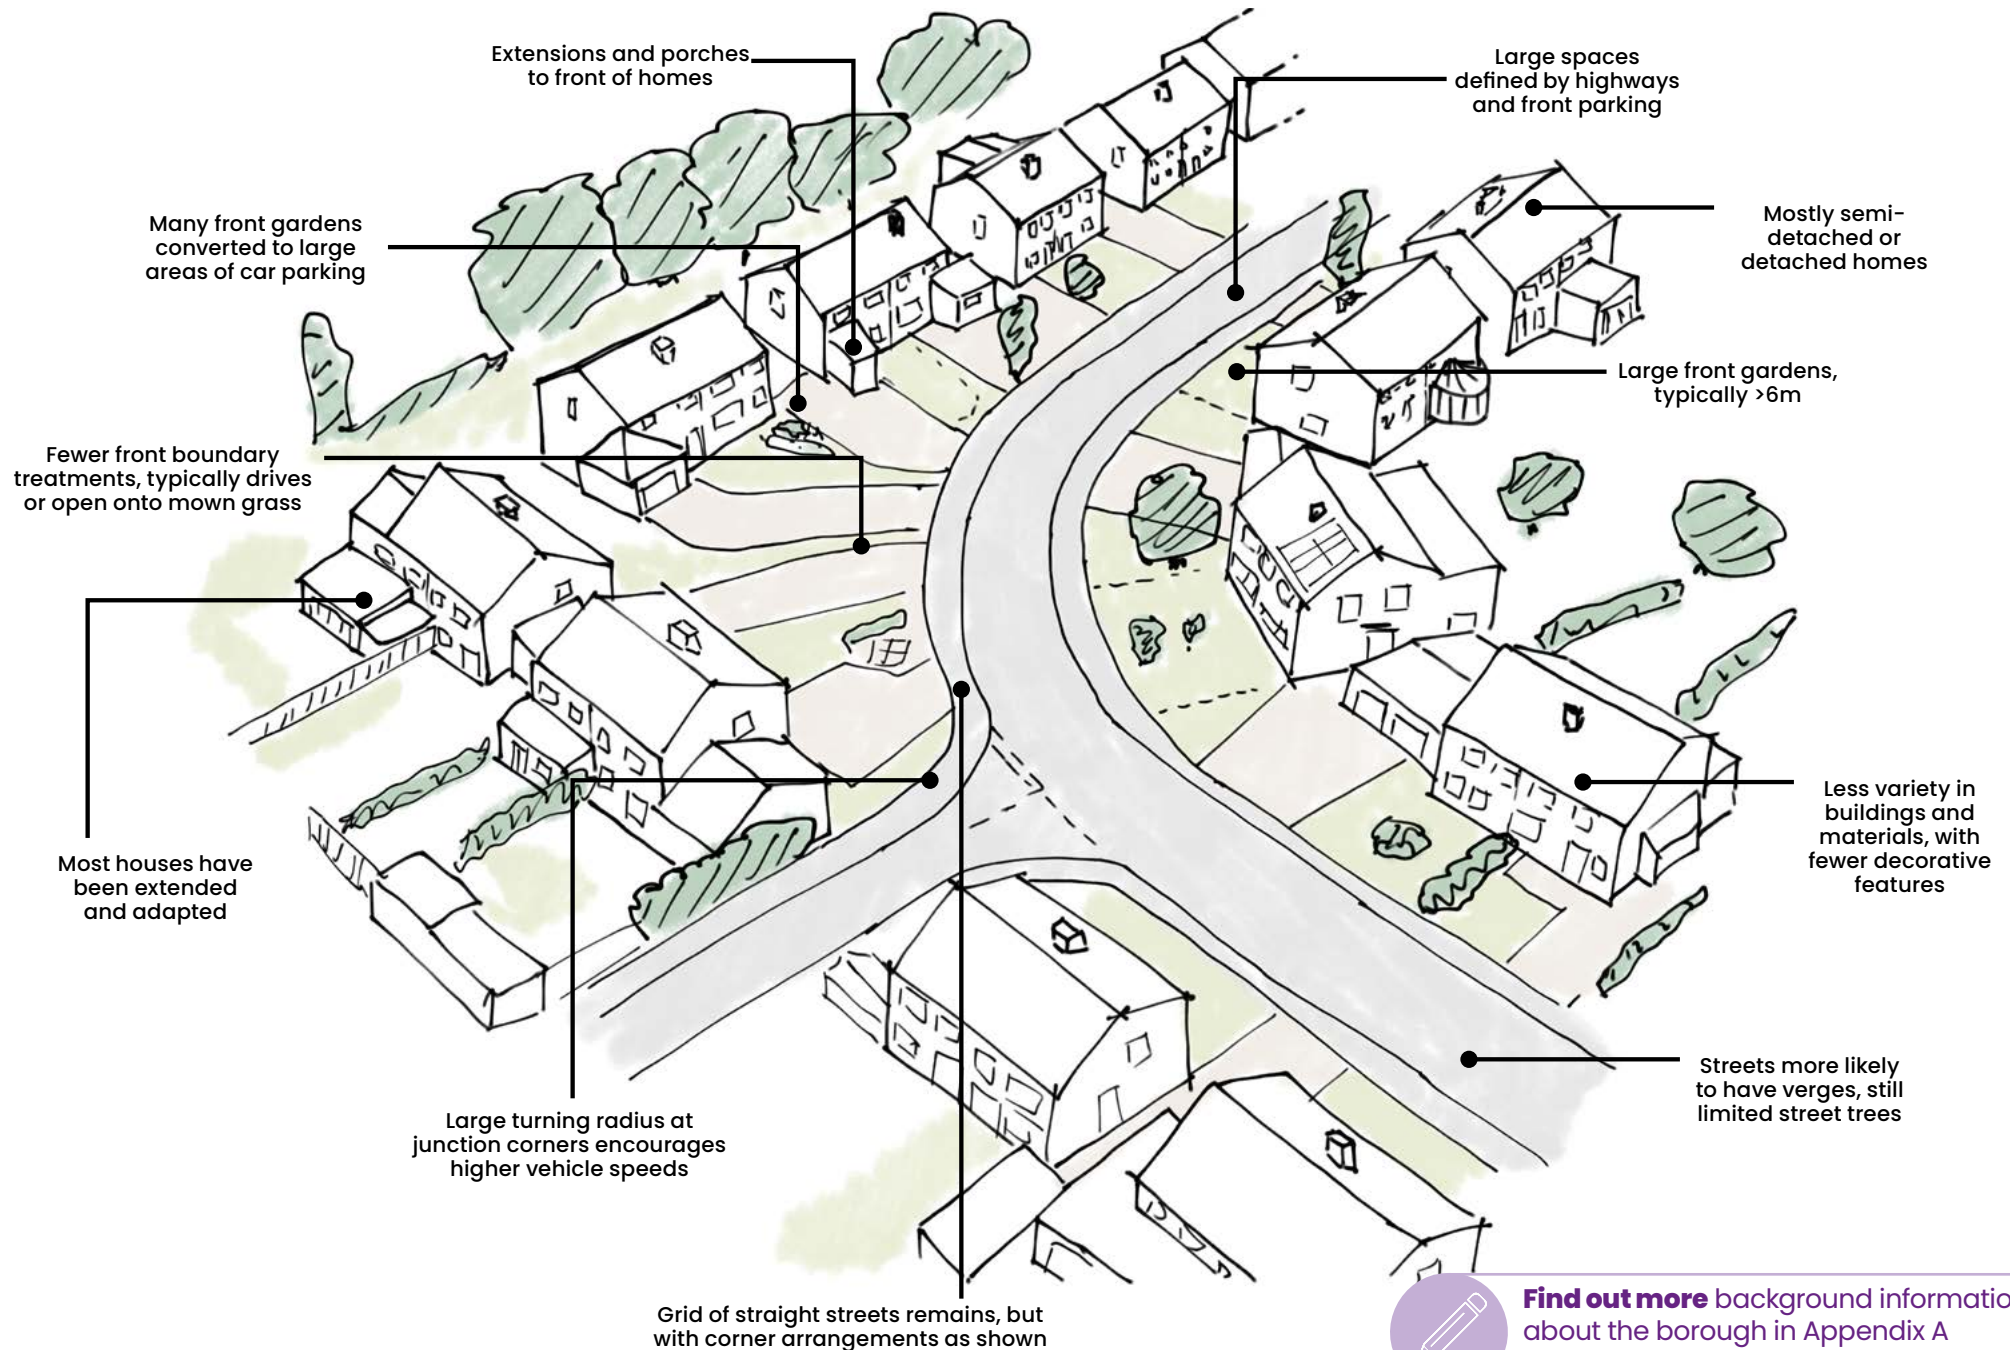 Extensions and porches
to front of homes
Large spaces
defined by highways
and front parking
Many front gardens
converted to large
areas of car parking
Mostly semi-
detached or
detached homes
Large front gardens,
typically >6m
Fewer front boundary
treatments, typically drives
or open onto mown grass
Less variety in
buildings and
materials, with
fewer decorative
features
Most houses have
been extended
and adapted
Streets more likely
to have verges, still
limited street trees
Large turning radius at
junction corners encourages
higher vehicle speeds
Grid of straight streets remains, but
with corner arrangements as shown
Find out more background informatio
about the borough in Appendix A